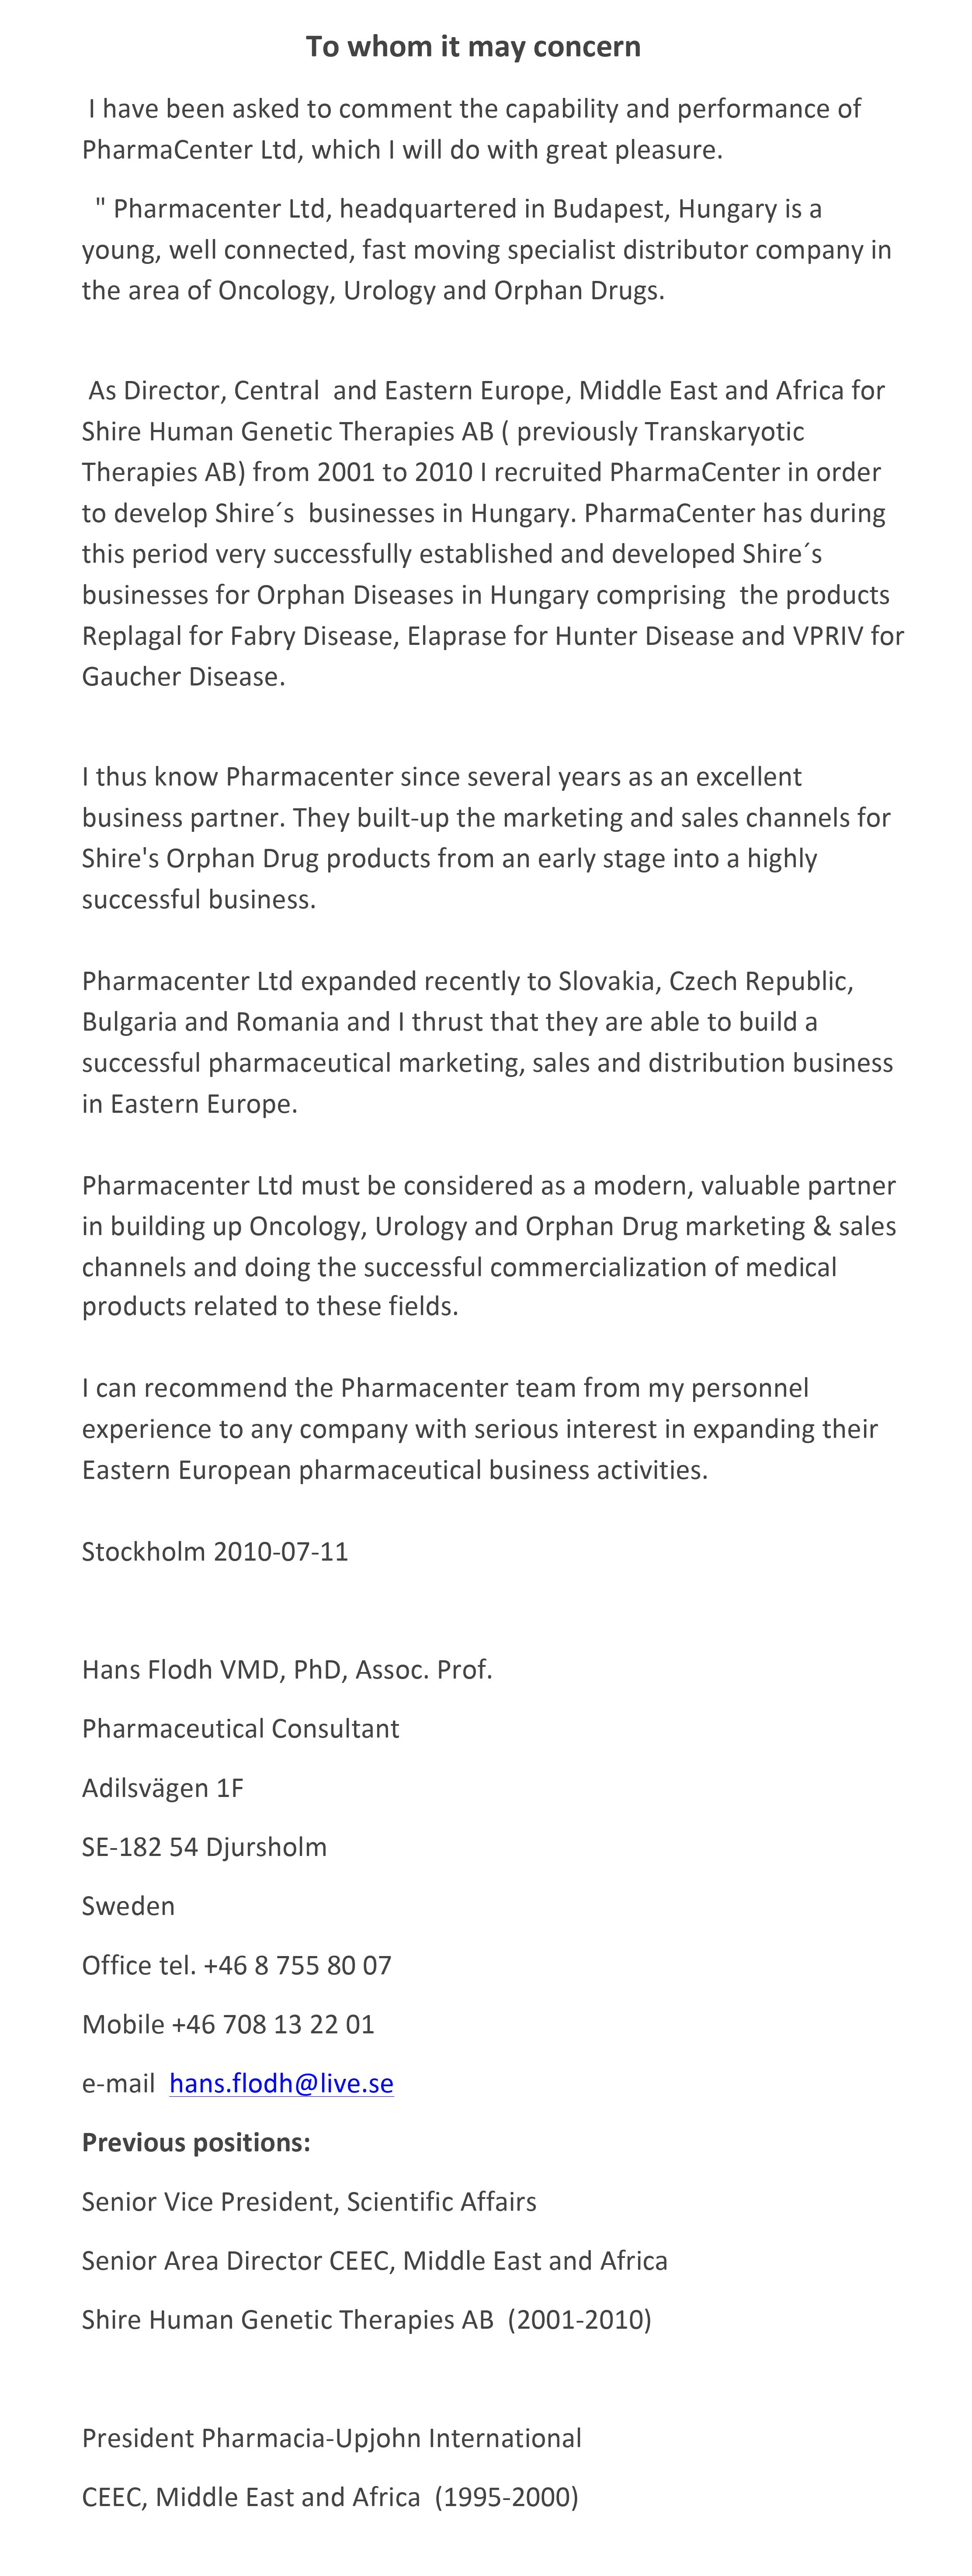 To whom it may concern
I have been asked to comment the capability and performance of
PharmaCenter Ltd, which I will do with great pleasure.
" Pharmacenter Ltd, headquartered in Budapest, Hungary is a
young, well connected, fast moving specialist distributor company in
the area of Oncology, Urology and Orphan Drugs.
As Director, Central  and Eastern Europe, Middle East and Africa for
Shire Human Genetic Therapies AB ( previously Transkaryotic
Therapies AB) from 2001 to 2010 I recruited PharmaCenter in order
to develop Shire´s  businesses in Hungary. PharmaCenter has during
this period very successfully established and developed Shire´s
businesses for Orphan Diseases in Hungary comprising  the products
Replagal for Fabry Disease, Elaprase for Hunter Disease and VPRIV for
Gaucher Disease.
I thus know Pharmacenter since several years as an excellent
business partner. They built-up the marketing and sales channels for
Shire's Orphan Drug products from an early stage into a highly
successful business.
Pharmacenter Ltd expanded recently to Slovakia, Czech Republic,
Bulgaria and Romania and I thrust that they are able to build a
successful pharmaceutical marketing, sales and distribution business
in Eastern Europe.
Pharmacenter Ltd must be considered as a modern, valuable partner
in building up Oncology, Urology and Orphan Drug marketing & sales
channels and doing the successful commercialization of medical
products related to these fields.
I can recommend the Pharmacenter team from my personnel
experience to any company with serious interest in expanding their
Eastern European pharmaceutical business activities.
Stockholm 2010-07-11
Hans Flodh VMD, PhD, Assoc. Prof.
Pharmaceutical Consultant
Adilsvägen 1F
SE-182 54 Djursholm
Sweden
Office tel. +46 8 755 80 07
Mobile +46 708 13 22 01
e-mail  hans.flodh@live.se
Previous positions:
Senior Vice President, Scientific Affairs
Senior Area Director CEEC, Middle East and Africa
Shire Human Genetic Therapies AB  (2001-2010)
President Pharmacia-Upjohn International
CEEC, Middle East and Africa  (1995-2000)